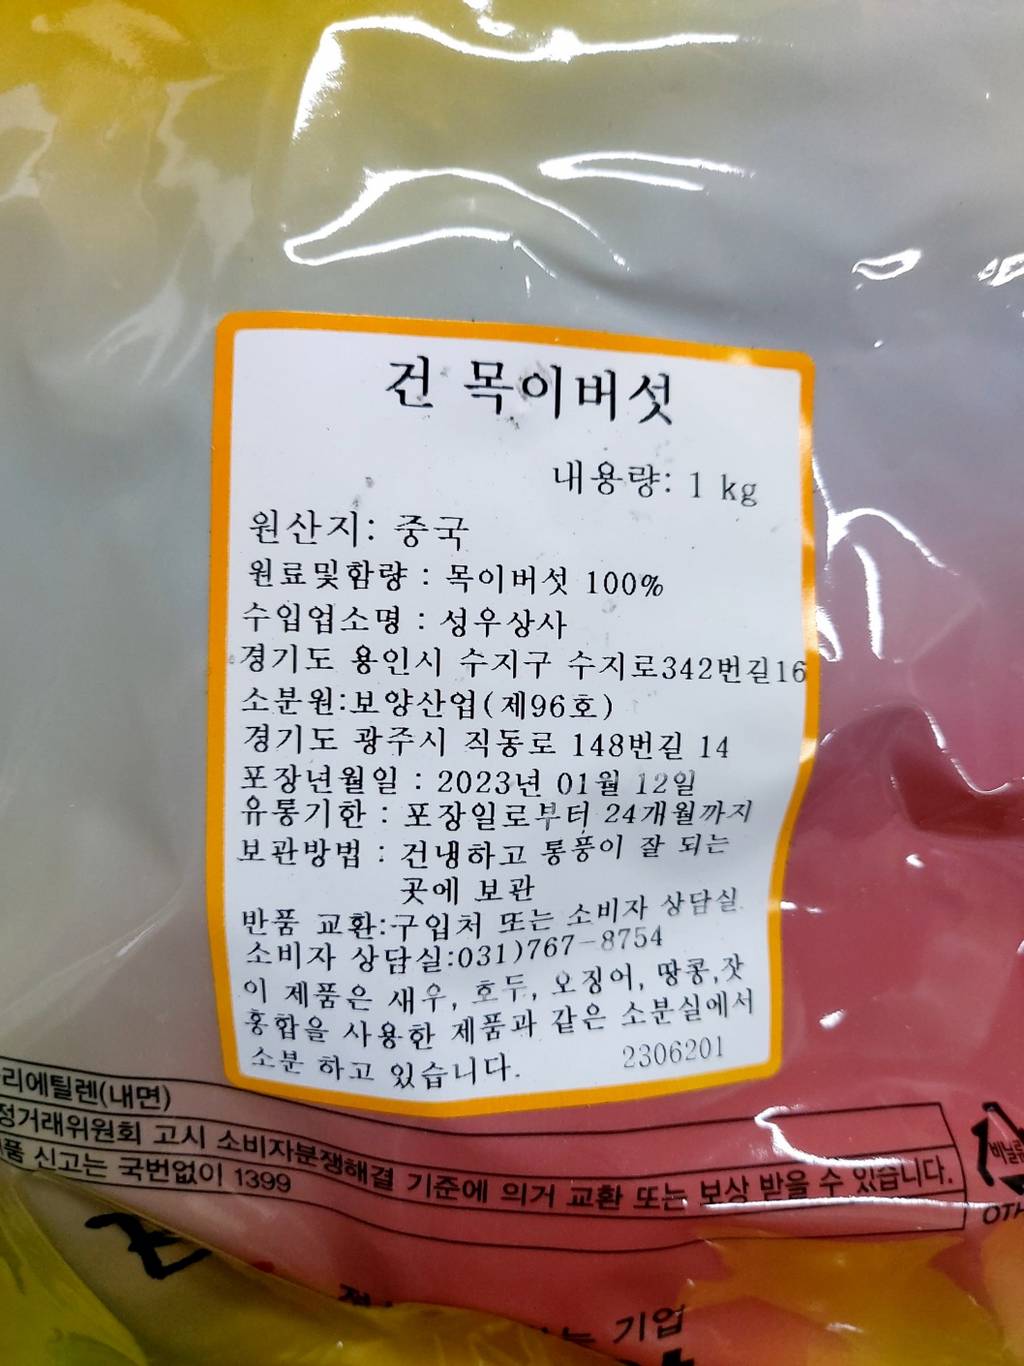 건 목이버섯
내용량: 1 kg
원산지: 중국
원료및함량 : 목이버섯 100%
수입업소명 : 성우상사
경기도 용인시 수지구 수지로342번길16
소분원:보양산업(제96호)
경기도 광주시 직동로 148번길 14
포장년월일 : 2023년 01월 12일
유통기한 : 포장일로부터 24개월까지
보관방법 : 건냉하고 통풍이 잘 되는
곳에 보관
반품 교환:구입처 또는 소비자 상담실.
소비자 상담실:031)767-8754
이 제품은 새우, 호두, 오징어, 땅콩,잣
홍합을 사용한 제품과 같은 소분실에서
소분 하고 있습니다. 2306201
리에틸렌(내면)
정거래위원회 고시 소비자분쟁해결 기준에 의거 교환 또는 보상 받을 수 있습니다.
품 신고는 국번없이 1399
비닐류
OTH
는 기업